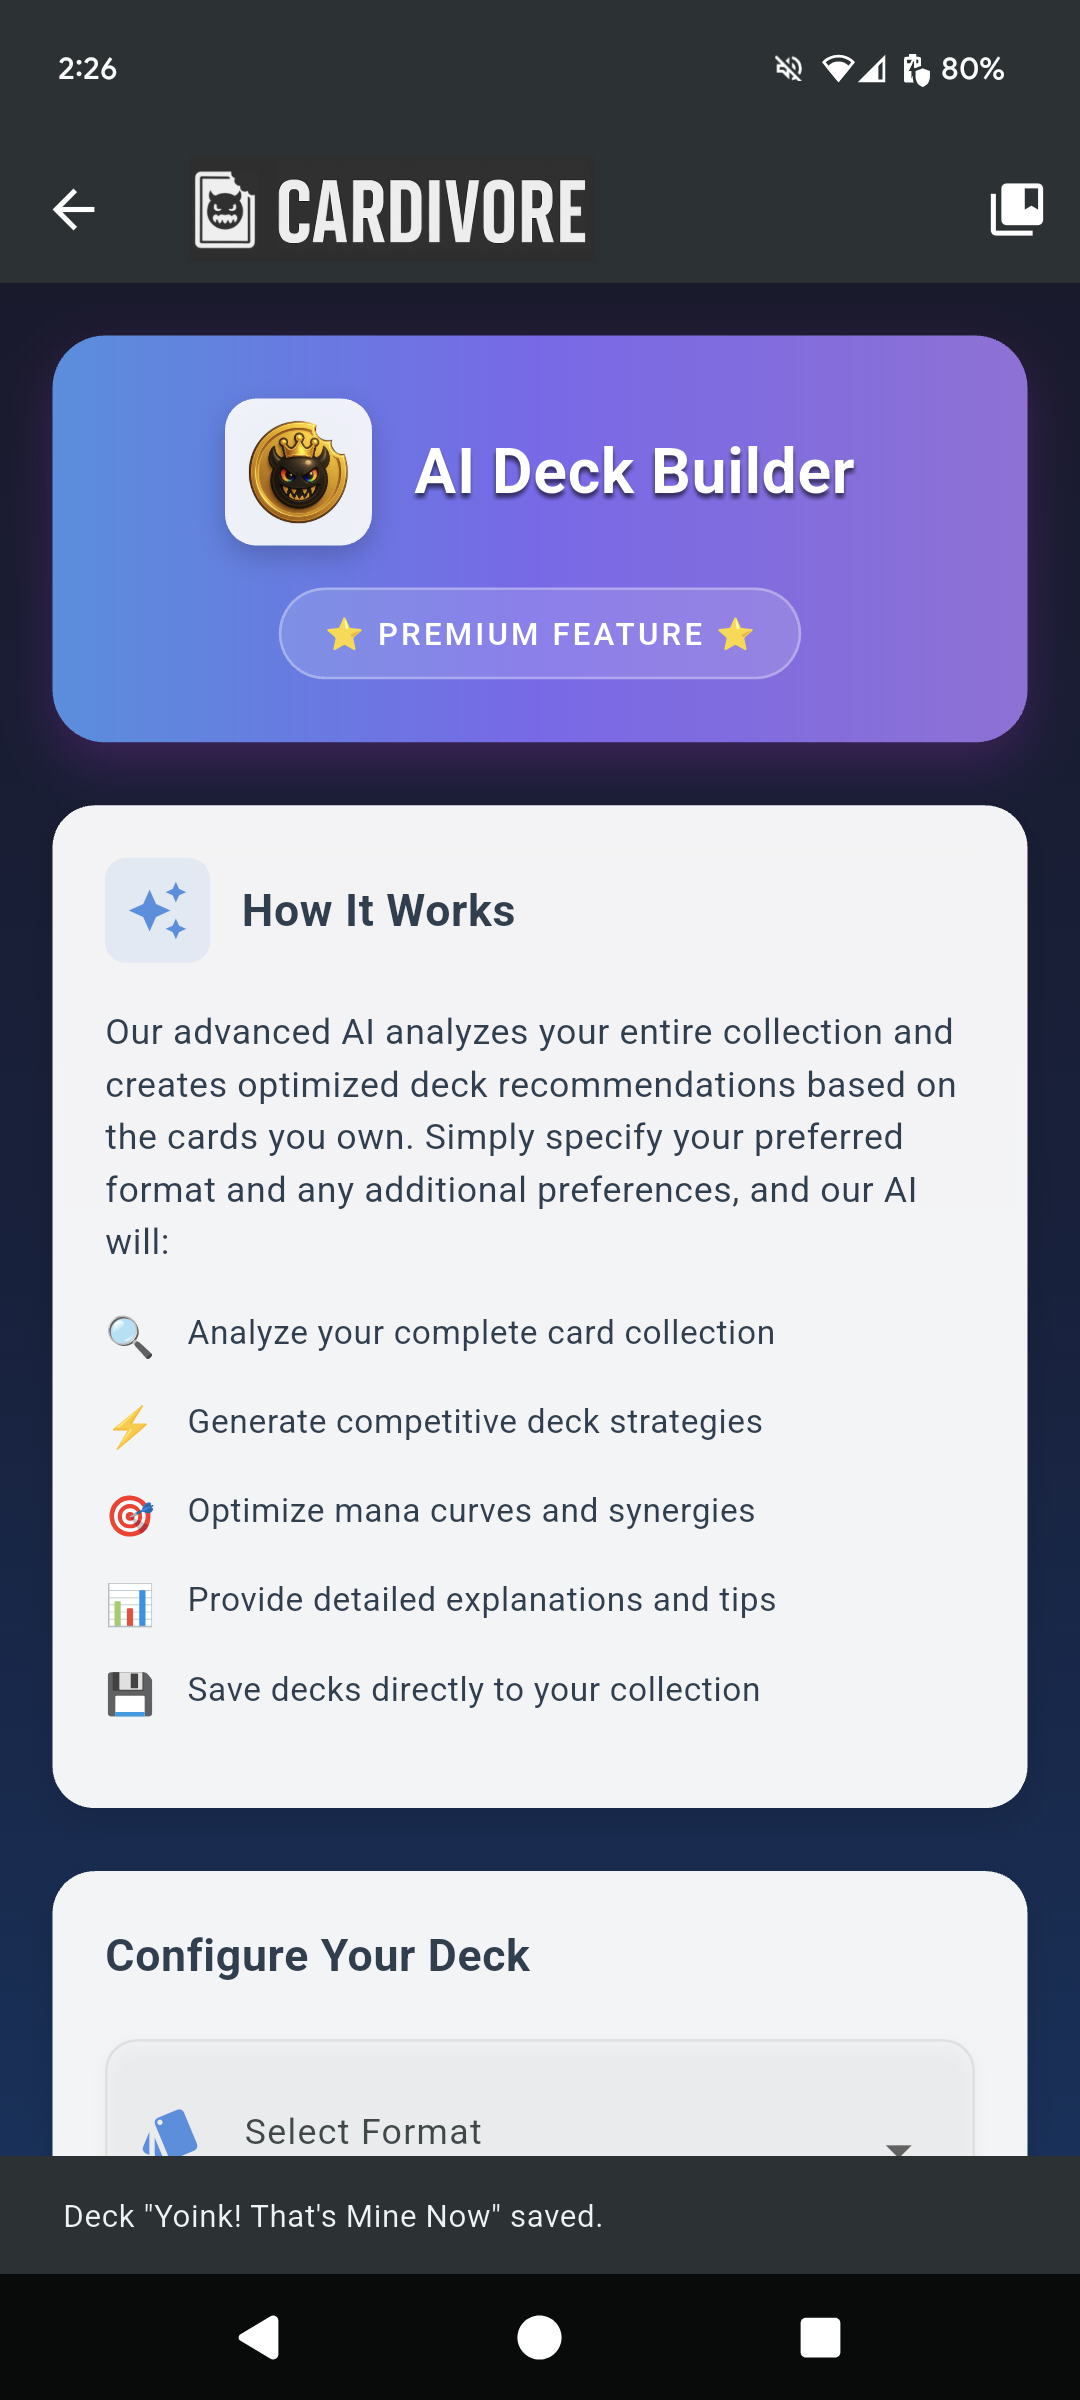 2:26
80%
CARDIVORE
AI Deck Builder
⭐ PREMIUM FEATURE ⭐
How It Works
Our advanced AI analyzes your entire collection and
creates optimized deck recommendations based on
the cards you own. Simply specify your preferred
format and any additional preferences, and our AI
will:
🔍 Analyze your complete card collection
⚡ Generate competitive deck strategies
🎯 Optimize mana curves and synergies
📊 Provide detailed explanations and tips
💾 Save decks directly to your collection
Configure Your Deck
Select Format
Deck "Yoink! That's Mine Now" saved.